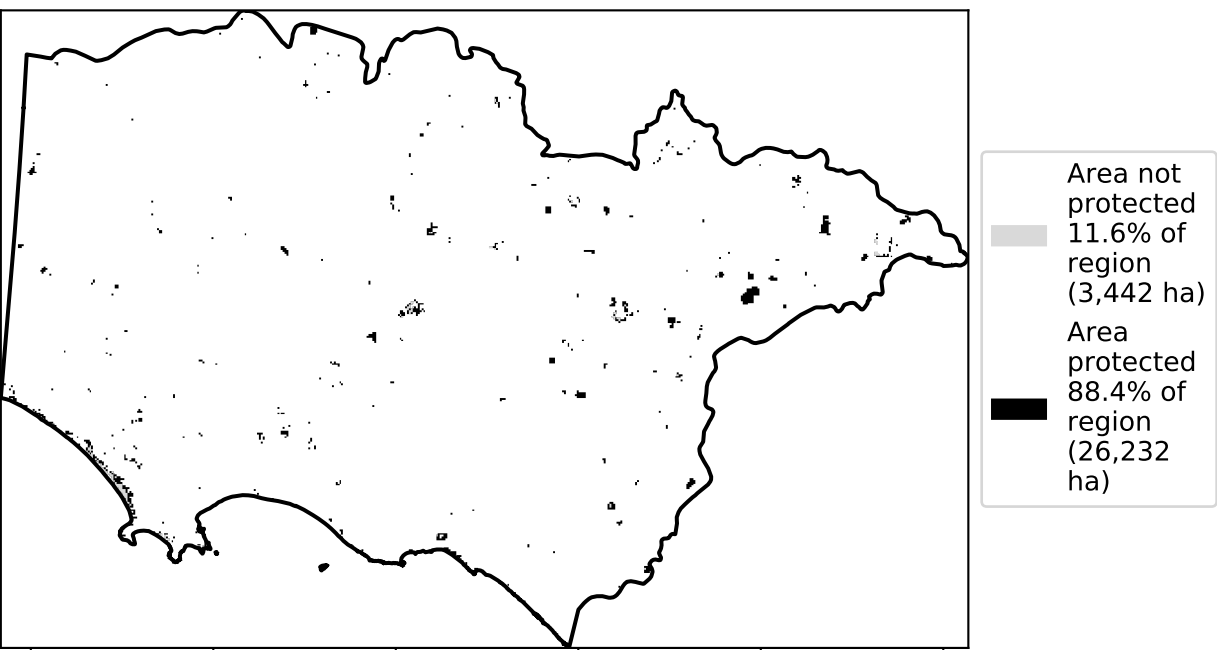 Area not
protected
11.6% of
region
(3,442 ha)
Area
protected
88.4% of
region
(26,232
ha)